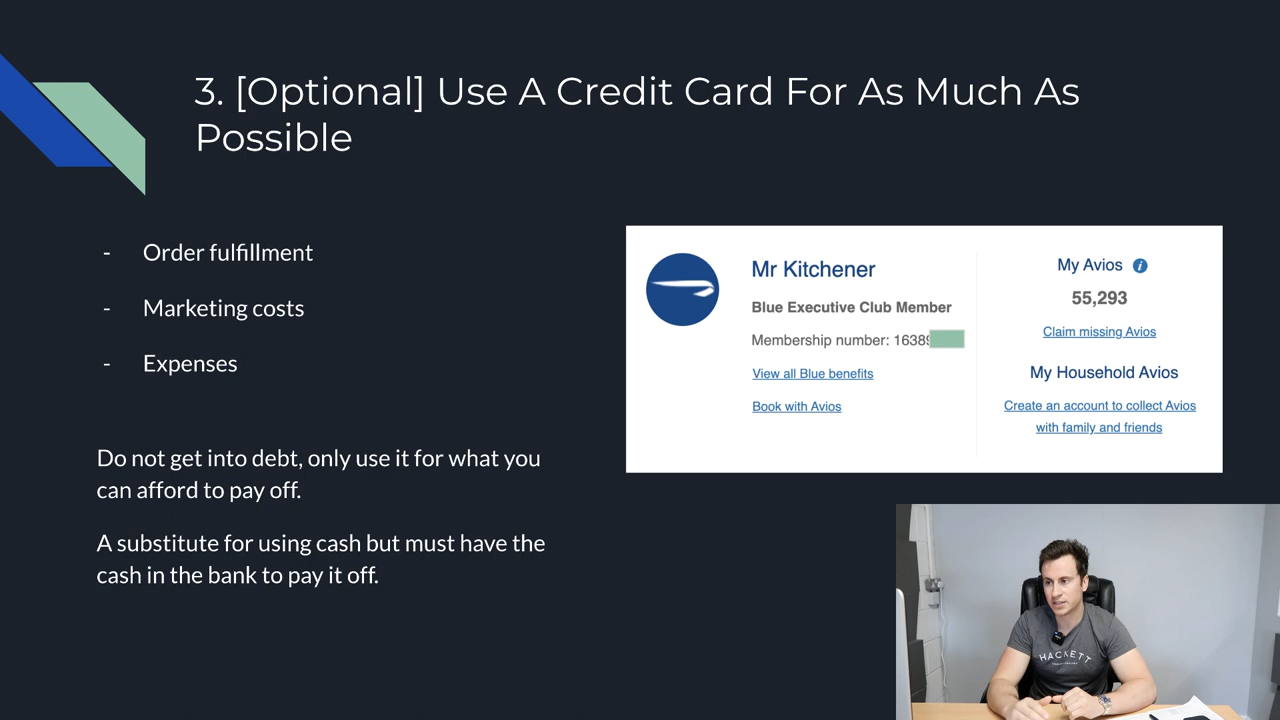 3. [Optional] Use A Credit Card For As Much As
Possible
- Order fulfillment
- Marketing costs
- Expenses
Do not get into debt, only use it for what you
can afford to pay off.
A substitute for using cash but must have the
cash in the bank to pay it off.
Mr Kitchener
Blue Executive Club Member
Membership number: 16389
View all Blue benefits
Book with Avios
My Avios i
55,293
Claim missing Avios
My Household Avios
Create an account to collect Avios
with family and friends
HACKETT